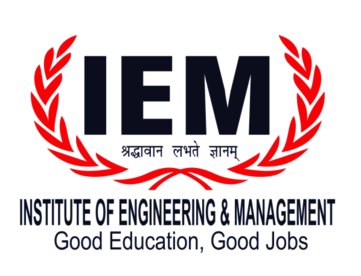 IEM
श्रद्धावान लभते ज्ञानम्
INSTITUTE OF ENGINEERING & MANAGEMENT
Good Education, Good Jobs